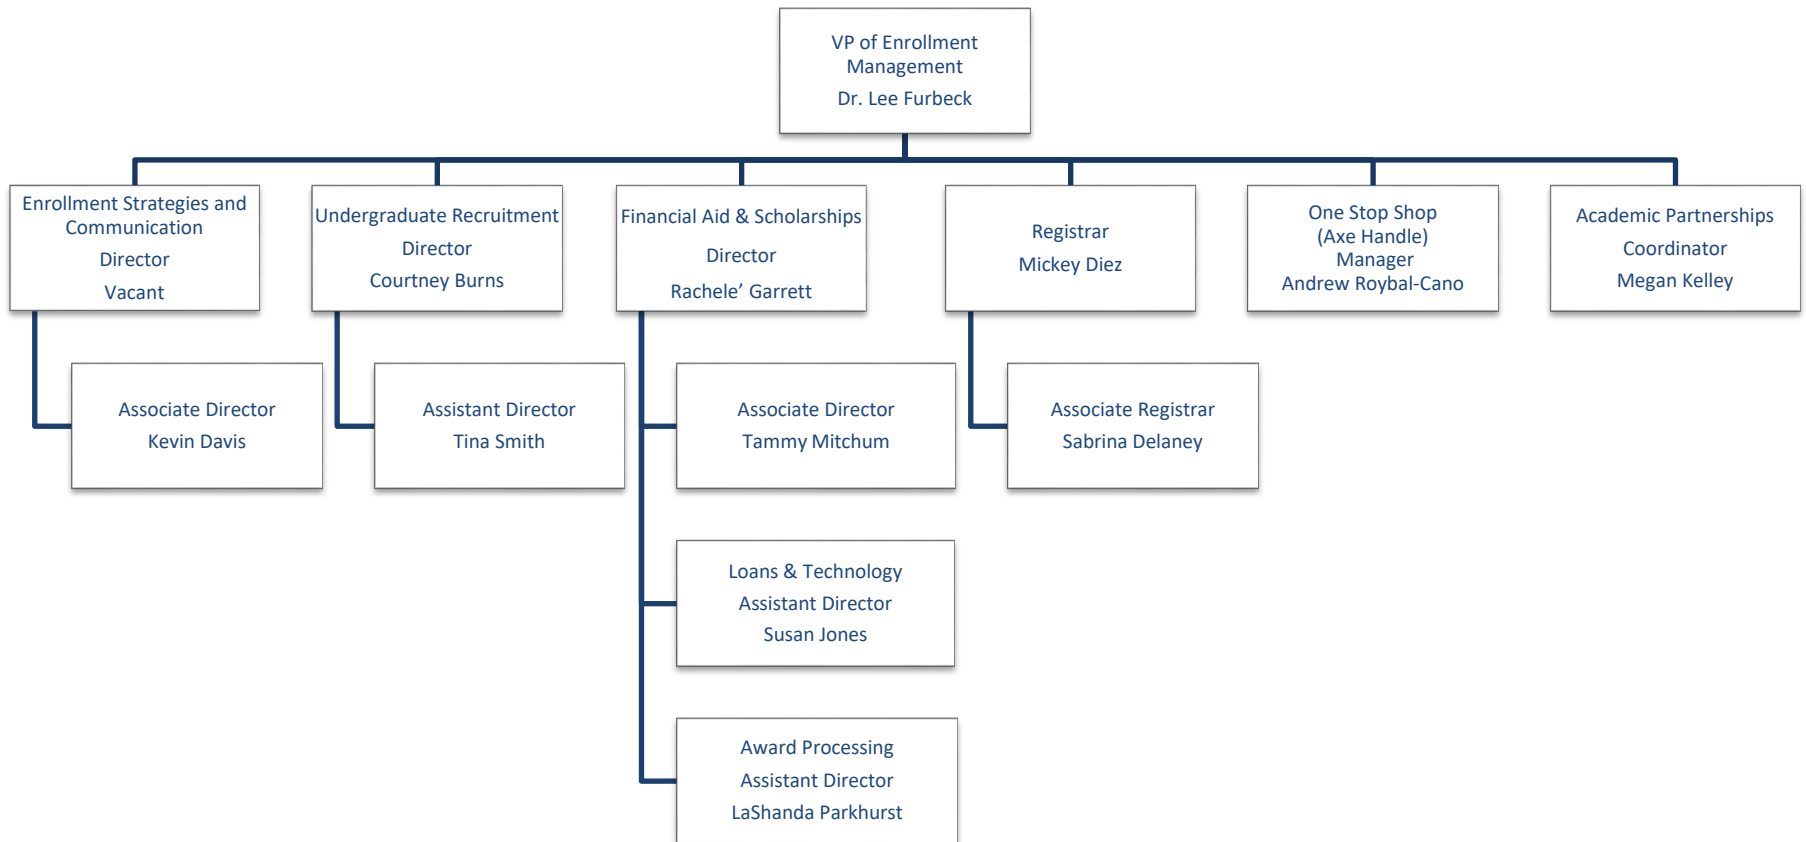 VP of Enrollment
Management
Dr. Lee Furbeck
Enrollment Strategies and
Communication
Director
Vacant
Undergraduate Recruitment
Director
Courtney Burns
Financial Aid & Scholarships
Director
Rachele’ Garrett
Registrar
Mickey Diez
One Stop Shop
(Axe Handle)
Manager
Andrew Roybal-Cano
Academic Partnerships
Coordinator
Megan Kelley
Associate Director
Kevin Davis
Assistant Director
Tina Smith
Associate Director
Tammy Mitchum
Associate Registrar
Sabrina Delaney
Loans & Technology
Assistant Director
Susan Jones
Award Processing
Assistant Director
LaShanda Parkhurst